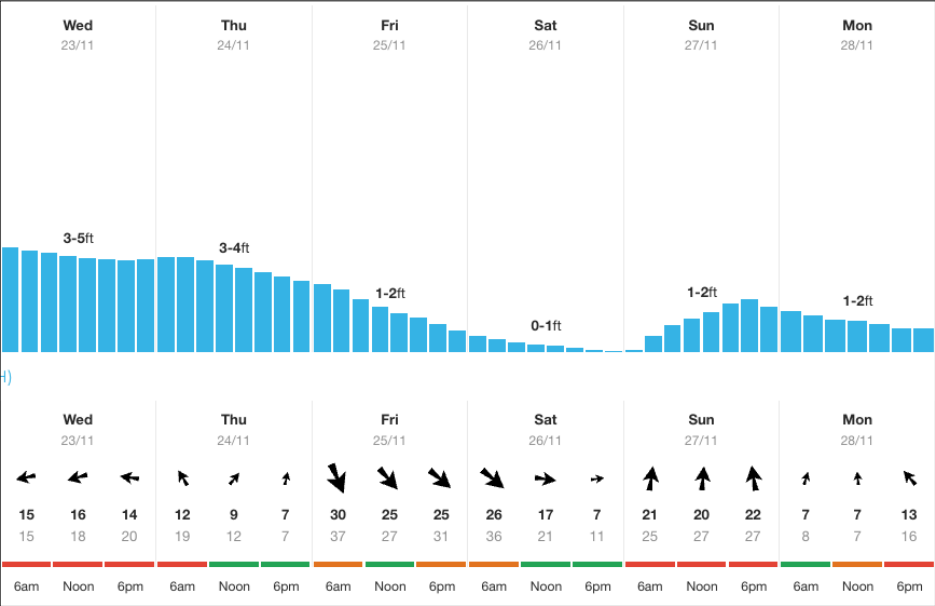 Wed Thu Fri Sat Sun Mon
23/11 24/11 25/11 26/11 27/11 28/11
3-5ft 3-4ft 1-2ft 0-1ft 1-2ft 1-2ft
H)
Wed Thu Fri Sat Sun Mon
23/11 24/11 25/11 26/11 27/11 28/11
15 16 14 12 9 7 30 25 25 26 17 7 21 20 22 7 7 13
15 18 20 19 12 7 37 27 31 36 21 11 25 27 27 8 7 16
6am Noon 6pm 6am Noon 6pm 6am Noon 6pm 6am Noon 6pm 6am Noon 6pm 6am Noon 6pm